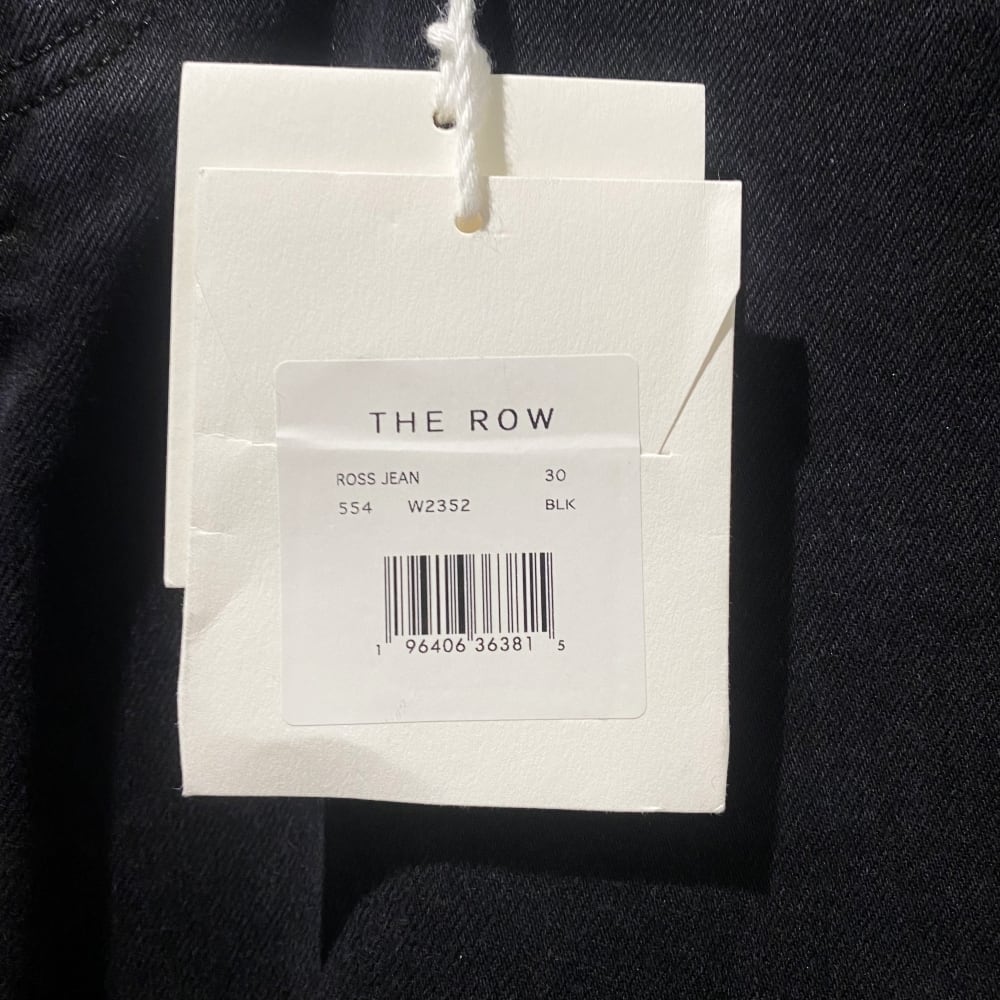 THE ROW
ROSS JEAN 30
554 W2352 BLK
1 96406 36381 5